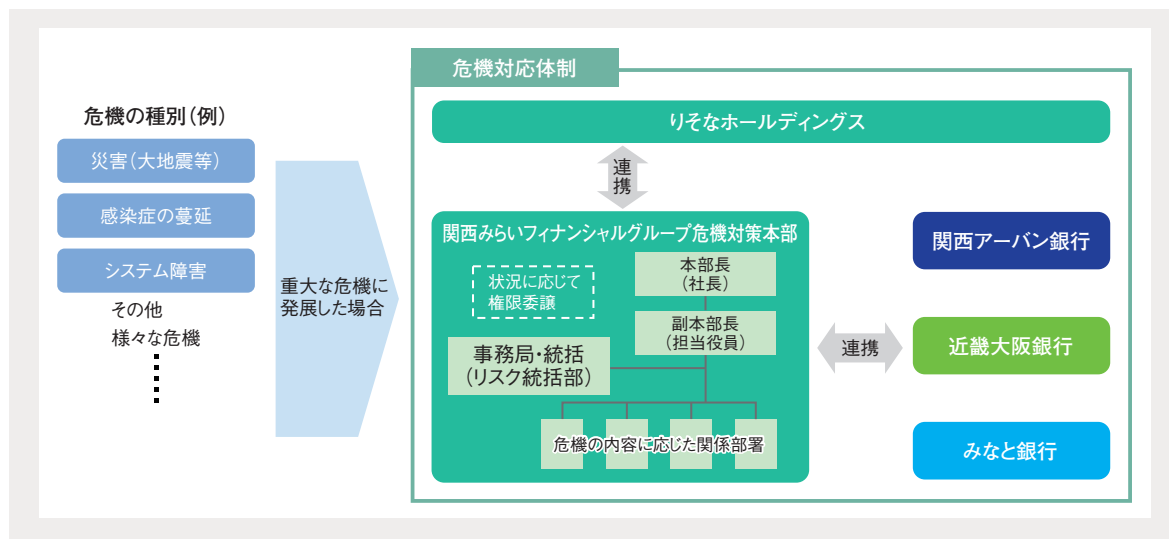 危機対応体制
危機の種別（例）
災害（大地震等）
感染症の蔓延
システム障害
その他
様々な危機
重大な危機に
発展した場合
りそなホールディングス
連
携
関西みらいフィナンシャルグループ危機対策本部
状況に応じて
権限委譲
本部長
（社長）
副本部長
（担当役員）
事務局・統括
（リスク統括部）
危機の内容に応じた関係部署
連携
関西アーバン銀行
近畿大阪銀行
みなと銀行